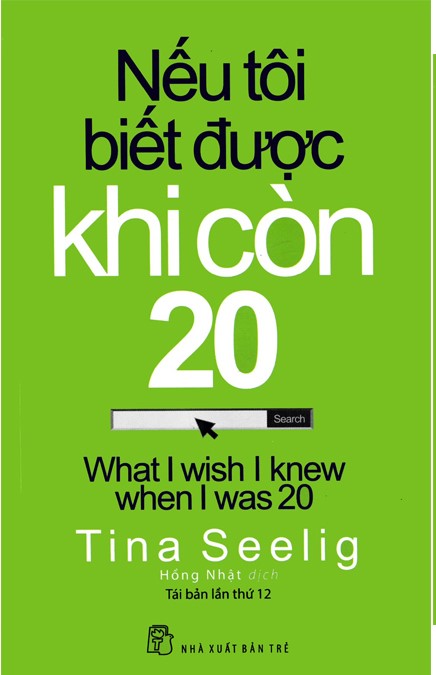 Nếu tôi
biết được
khi còn
20
Search
What I wish I knew
when I was 20
Tina Seelig
Hồng Nhật dịch
Tái bản lần thứ 12
NHÀ XUẤT BẢN TRẺ